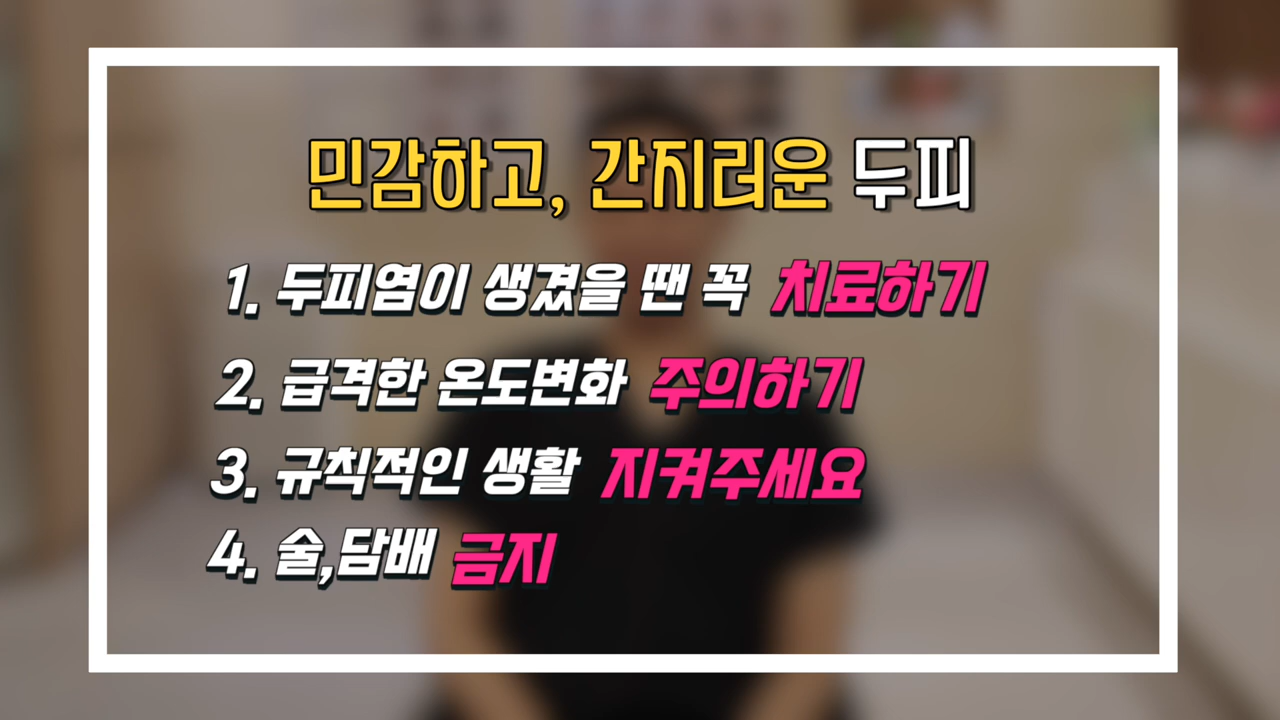 민감하고, 간지러운 두피
1. 두피염이 생겼을 땐 꼭 치료하기
2. 급격한 온도변화 주의하기
3. 규칙적인 생활 지켜주세요
4. 술,담배 금지